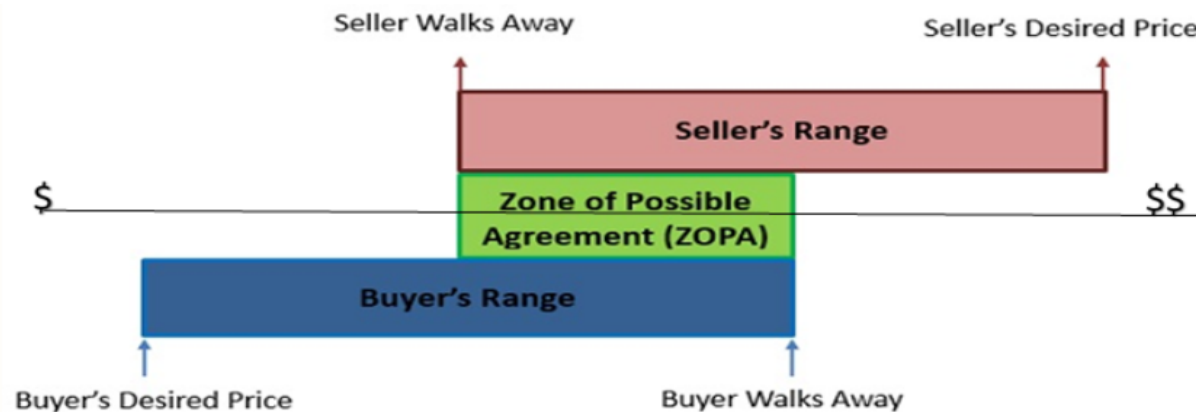 Seller Walks Away
Seller's Desired Price
Seller's Range
$
$$
Zone of Possible
Agreement (ZOPA)
Buyer's Range
Buyer's Desired Price
Buyer Walks Away